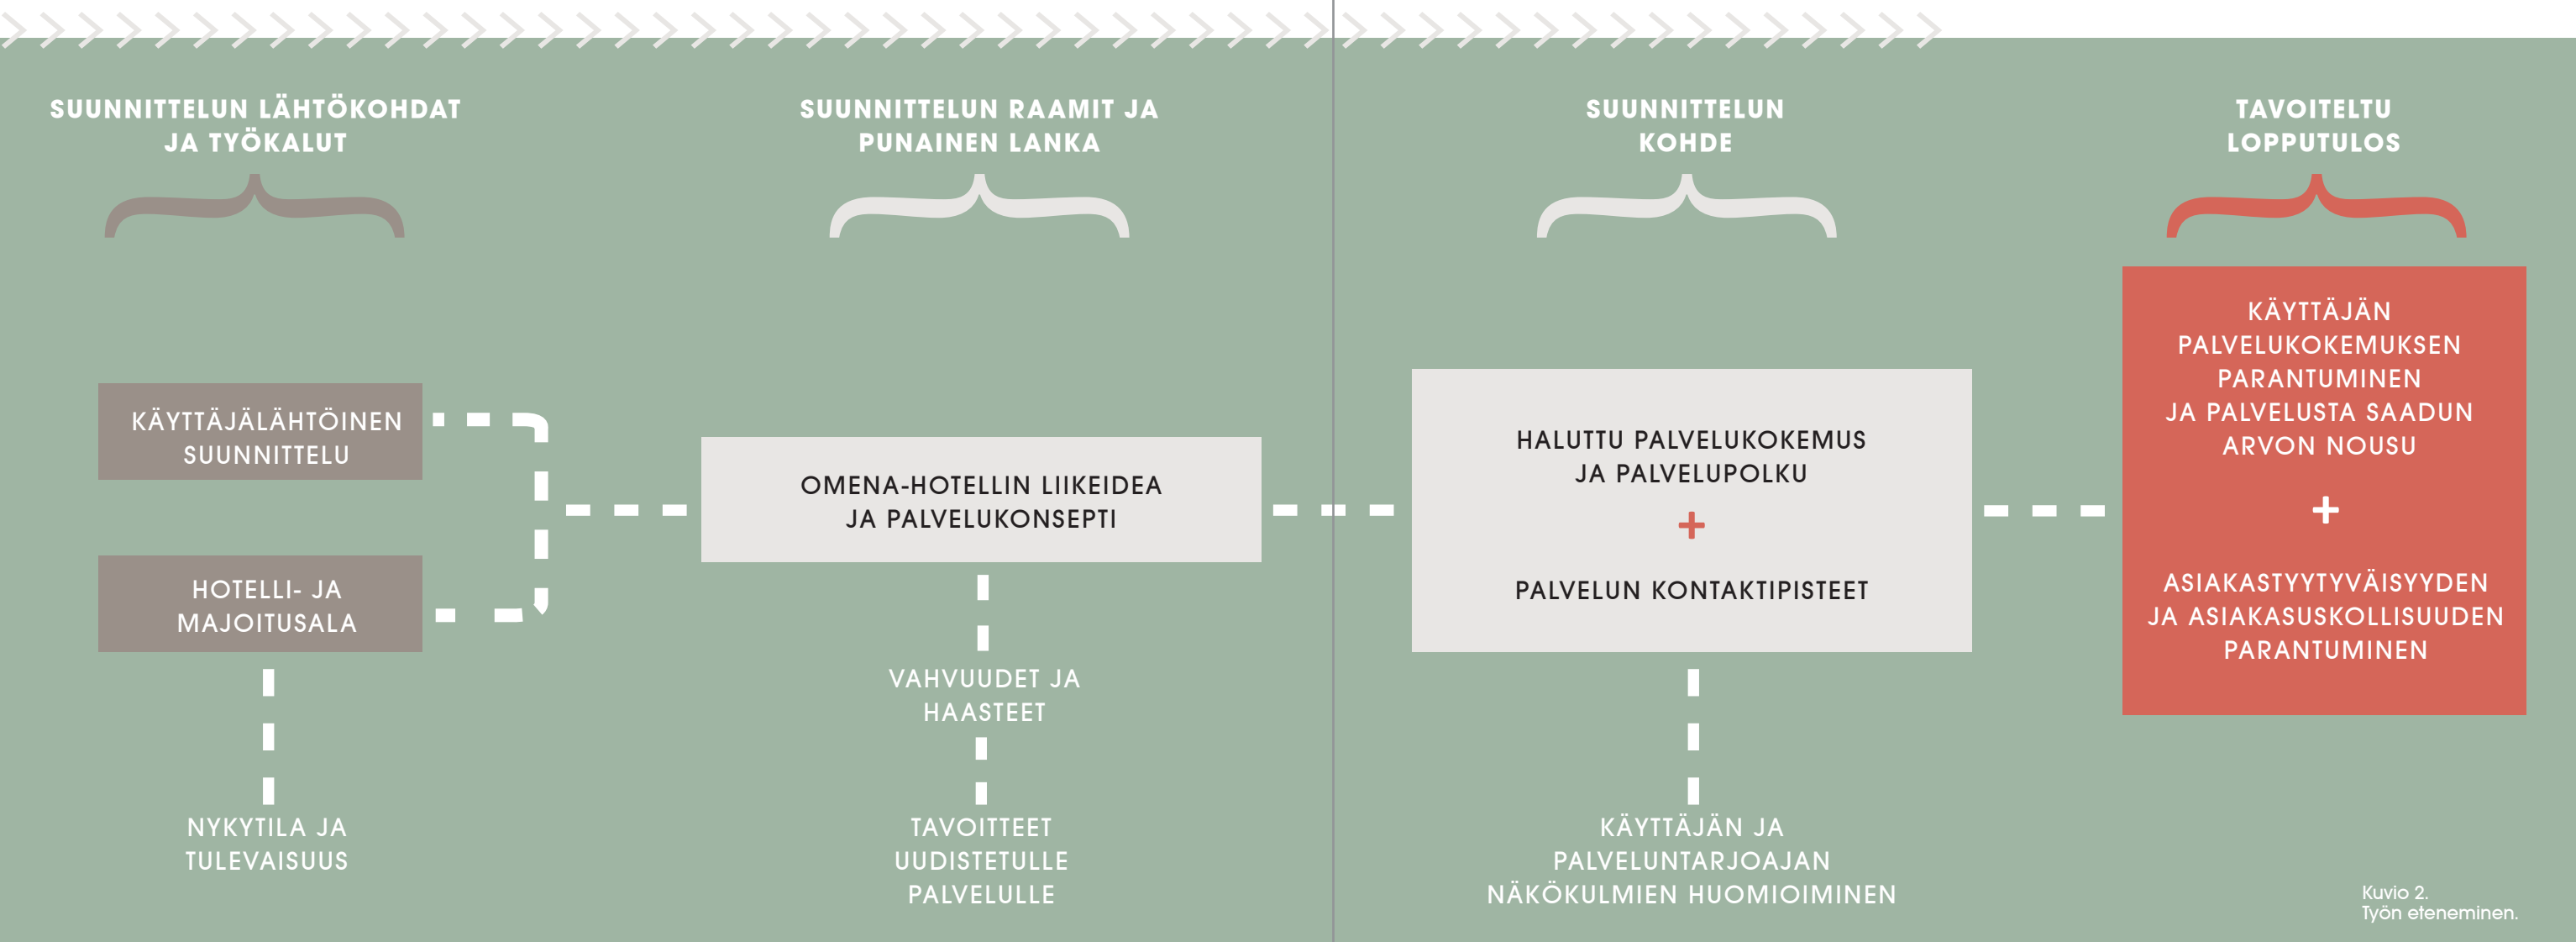 SUUNNITTELUN LÄHTÖKOHDAT
JA TYÖKALUT
KÄYTTÄJÄLÄHTÖINEN
SUUNNITTELU
HOTELLI- JA
MAJOITUSALA
NYKYTILA JA
TULEVAISUUS
SUUNNITTELUN RAAMIT JA
PUNAINEN LANKA
OMENA-HOTELLIN LIIKEIDEA
JA PALVELUKONSEPTI
VAHVUUDET JA
HAASTEET
TAVOITTEET
UUDISTETULLE
PALVELULLE
SUUNNITTELUN
KOHDE
HALUTTU PALVELUKOKEMUS
JA PALVELUPOLKU
+
PALVELUN KONTAKTIPISTEET
KÄYTTÄJÄN JA
PALVELUNTARJOAJAN
NÄKÖKULMIEN HUOMIOIMINEN
TAVOITELTU
LOPPUTULOS
KÄYTTÄJÄN
PALVELUKOKEMUKSEN
PARANTUMINEN
JA PALVELUSTA SAADUN
ARVON NOUSU
+
ASIAKASTYYTYVÄISYYDEN
JA ASIAKASUSKOLLISUUDEN
PARANTUMINEN
Kuvio 2.
Työn eteneminen.